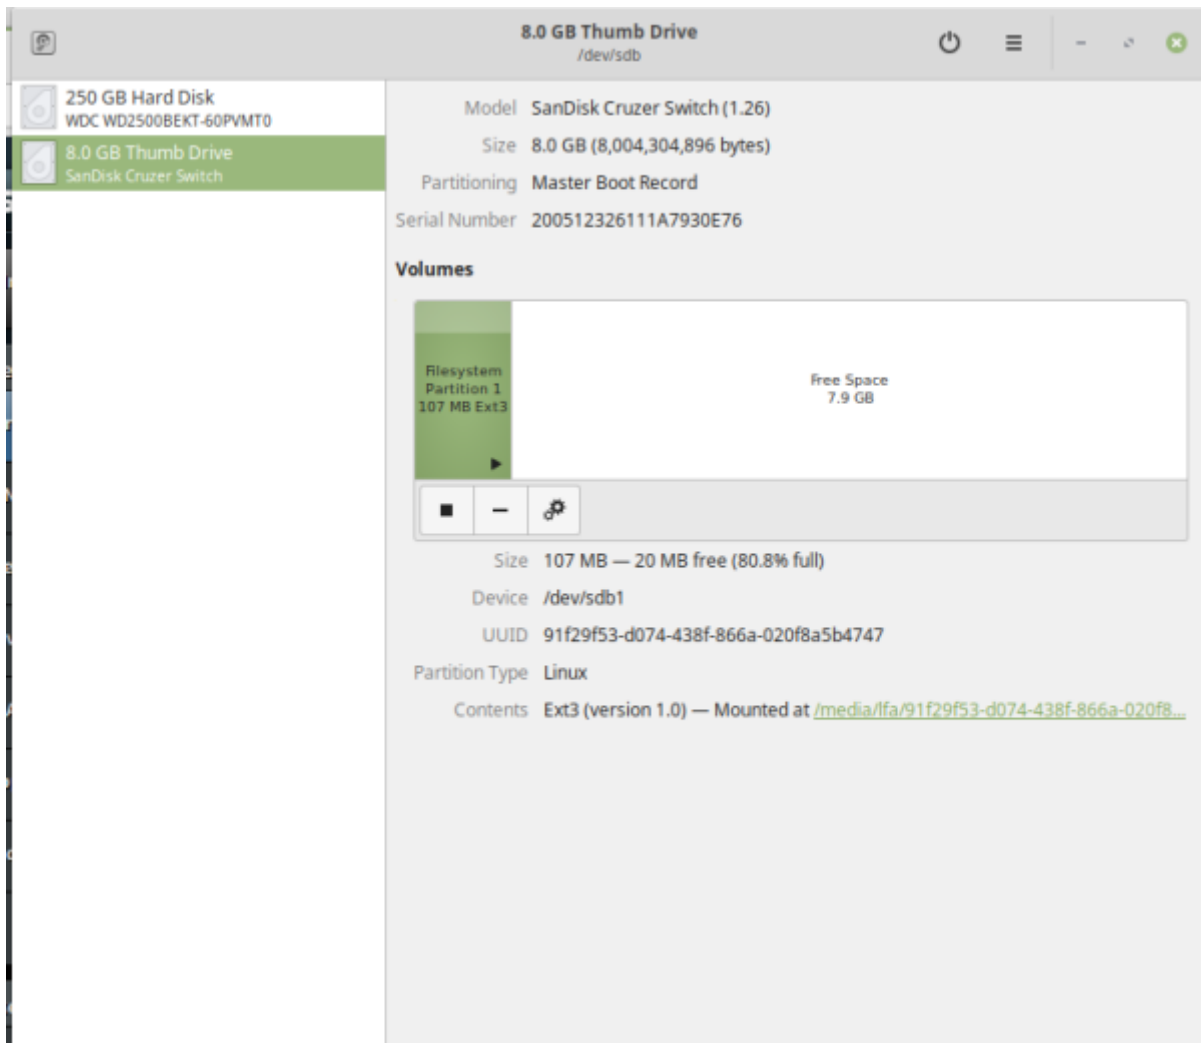 8.0 GB Thumb Drive
/dev/sdb
250 GB Hard Disk
WDC WD2500BEKT-60PVMT0
8.0 GB Thumb Drive
SanDisk Cruzer Switch
Model SanDisk Cruzer Switch (1.26)
Size 8.0 GB (8,004,304,896 bytes)
Partitioning Master Boot Record
Serial Number 200512326111A7930E76
Volumes
Filesystem
Partition 1
107 MB Ext3
Free Space
7.9 GB
Size 107 MB — 20 MB free (80.8% full)
Device /dev/sdb1
UUID 91f29f53-d074-438f-866a-020f8a5b4747
Partition Type Linux
Contents Ext3 (version 1.0) — Mounted at /media/lfa/91f29f53-d074-438f-866a-020f8...